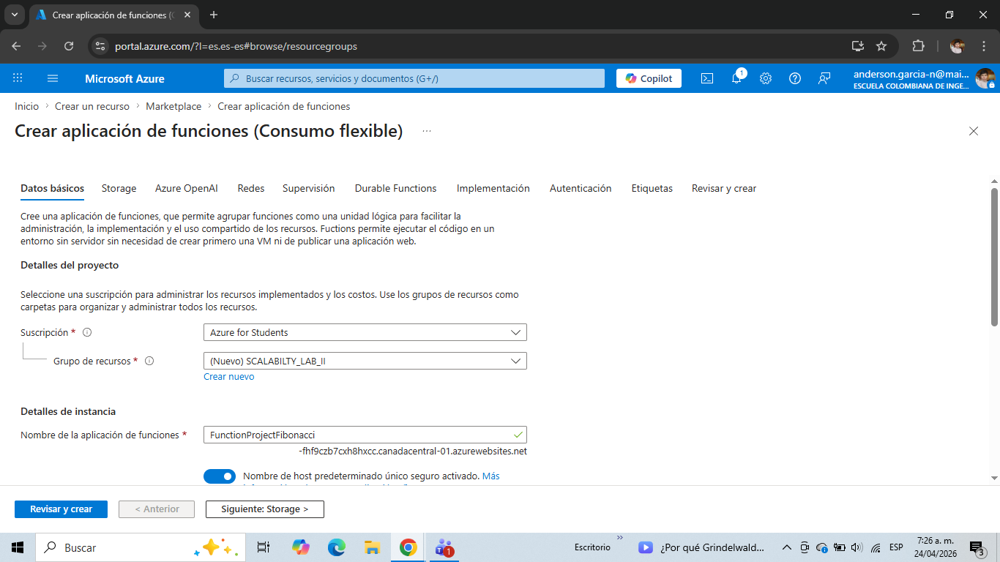 Crear aplicación de funciones (C
portal.azure.com/?l=es.es-es#browse/resourcegroups
Microsoft Azure
Buscar recursos, servicios y documentos (G+/)
Copilot
1
anderson.garcia-n@mai...
ESCUELA COLOMBIANA DE INGE...
Inicio > Crear un recurso > Marketplace > Crear aplicación de funciones
Crear aplicación de funciones (Consumo flexible) ...
Datos básicos Storage Azure OpenAI Redes Supervisión Durable Functions Implementación Autenticación Etiquetas Revisar y crear
Cree una aplicación de funciones, que permite agrupar funciones como una unidad lógica para facilitar la
administración, la implementación y el uso compartido de los recursos. Fuctions permite ejecutar el código en un
entorno sin servidor sin necesidad de crear primero una VM ni de publicar una aplicación web.
Detalles del proyecto
Seleccione una suscripción para administrar los recursos implementados y los costos. Use los grupos de recursos como
carpetas para organizar y administrar todos los recursos.
Suscripción * Azure for Students
Grupo de recursos * (Nuevo) SCALABILTY_LAB_II
Crear nuevo
Detalles de instancia
Nombre de la aplicación de funciones * FunctionProjectFibonacci
-fhf9czb7cxh8hxcc.canadacentral-01.azurewebsites.net
Nombre de host predeterminado único seguro activado. Más
Revisar y crear < Anterior Siguiente: Storage >
Buscar
1
Escritorio
»
¿Por qué Grindelwald...
ESP
7:26 a. m.
24/04/2026
3